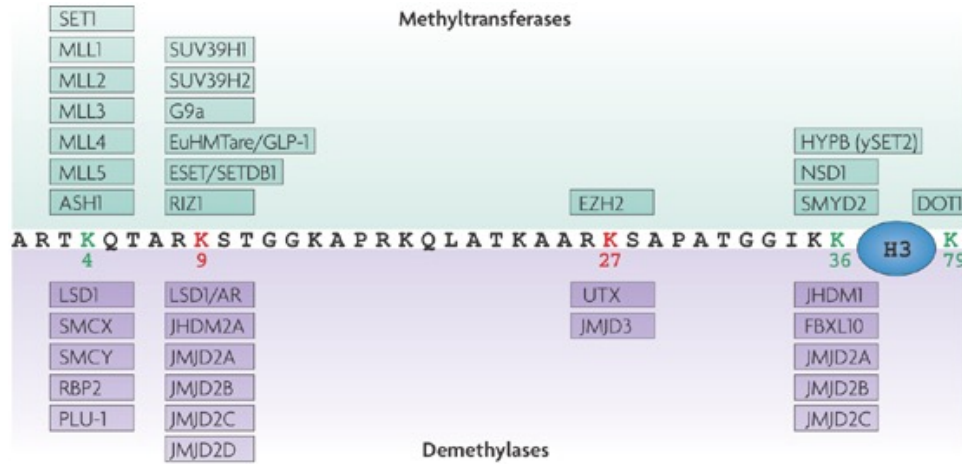 Methyltransferases
SET1
MLL1 SUV39H1
MLL2 SUV39H2
MLL3 G9a
MLL4 EuHMTare/GLP-1 HYPB (ySET2)
MLL5 ESET/SETDB1 NSD1
ASH1 RIZ1 EZH2 SMYD2 DOT1
A R T K Q T A R K S T G G K A P R K Q L A T K A A R K S A P A T G G I K K H3 K
4 9 27 36 79
LSD1 LSD1/AR UTX JHDM1
SMCX JHDM2A JMJD3 FBXL10
SMCY JMJD2A JMJD2A
RBP2 JMJD2B JMJD2B
PLU-1 JMJD2C JMJD2C
JMJD2D
Demethylases